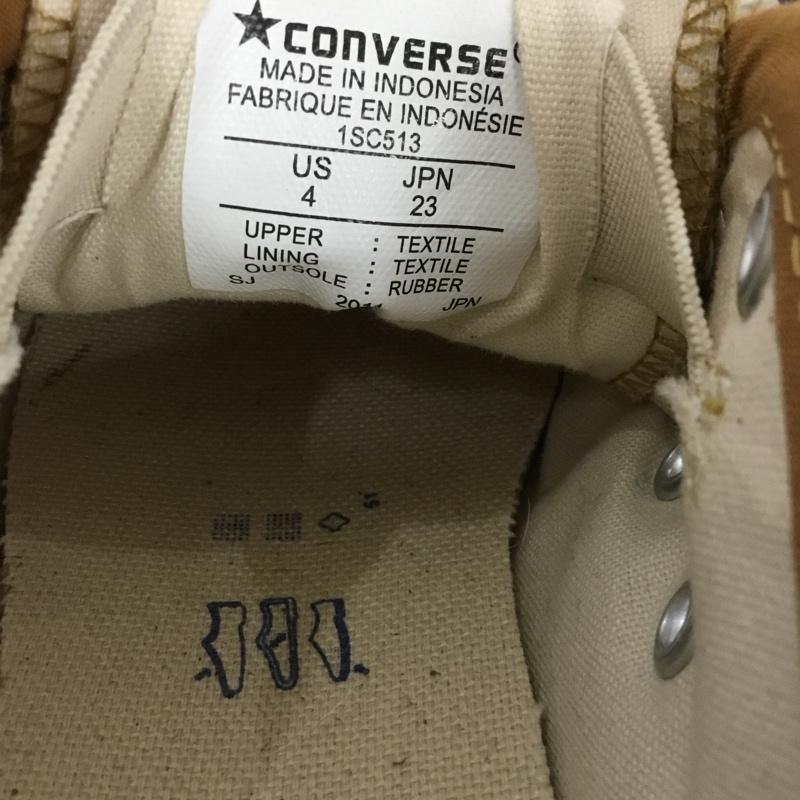 CONVERSE
MADE IN INDONESIA
FABRIQUE EN INDONÉSIE
1SC513
US JPN
4 23
UPPER : TEXTILE
LINING : TEXTILE
OUTSOLE : RUBBER
SJ JPN